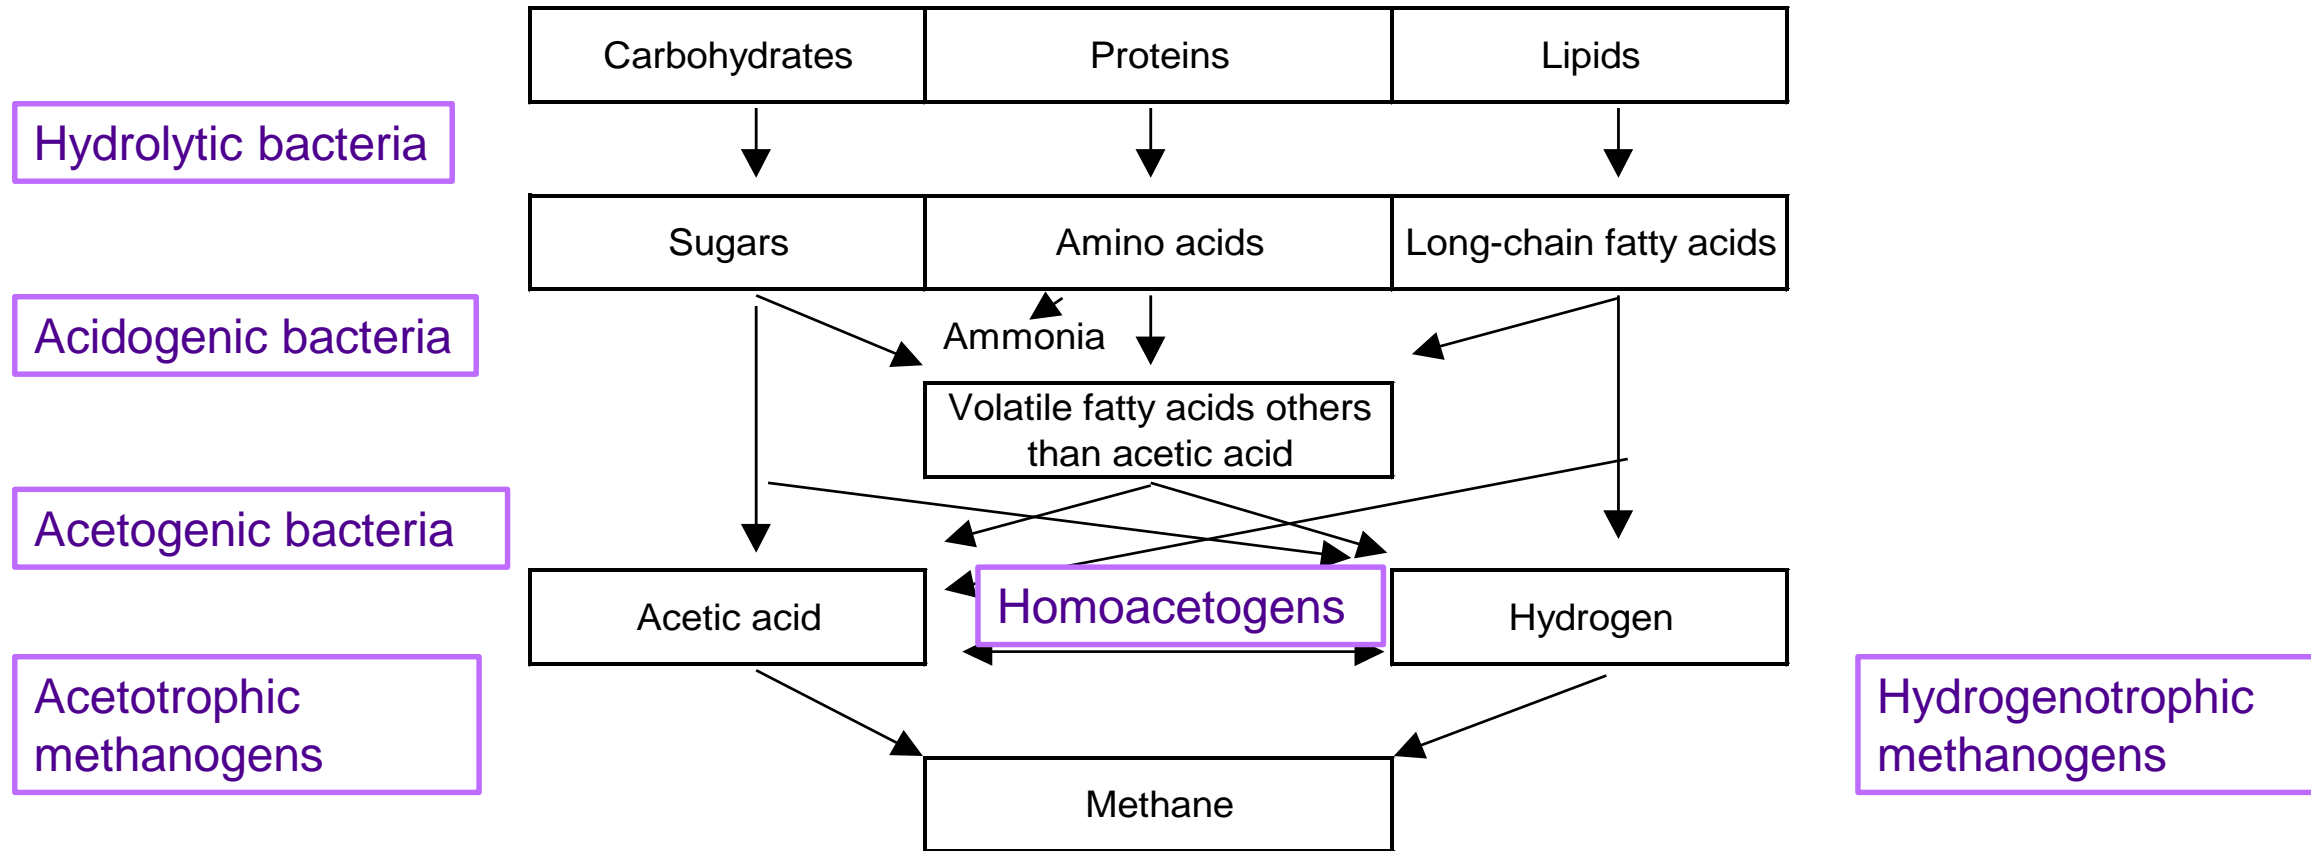 Carbohydrates
Proteins
Lipids
Hydrolytic bacteria
Sugars
Amino acids
Long-chain fatty acids
Acidogenic bacteria
Ammonia
Volatile fatty acids others
than acetic acid
Acetogenic bacteria
Acetic acid
Homoacetogens
Hydrogen
Acetotrophic
methanogens
Hydrogenotrophic
methanogens
Methane